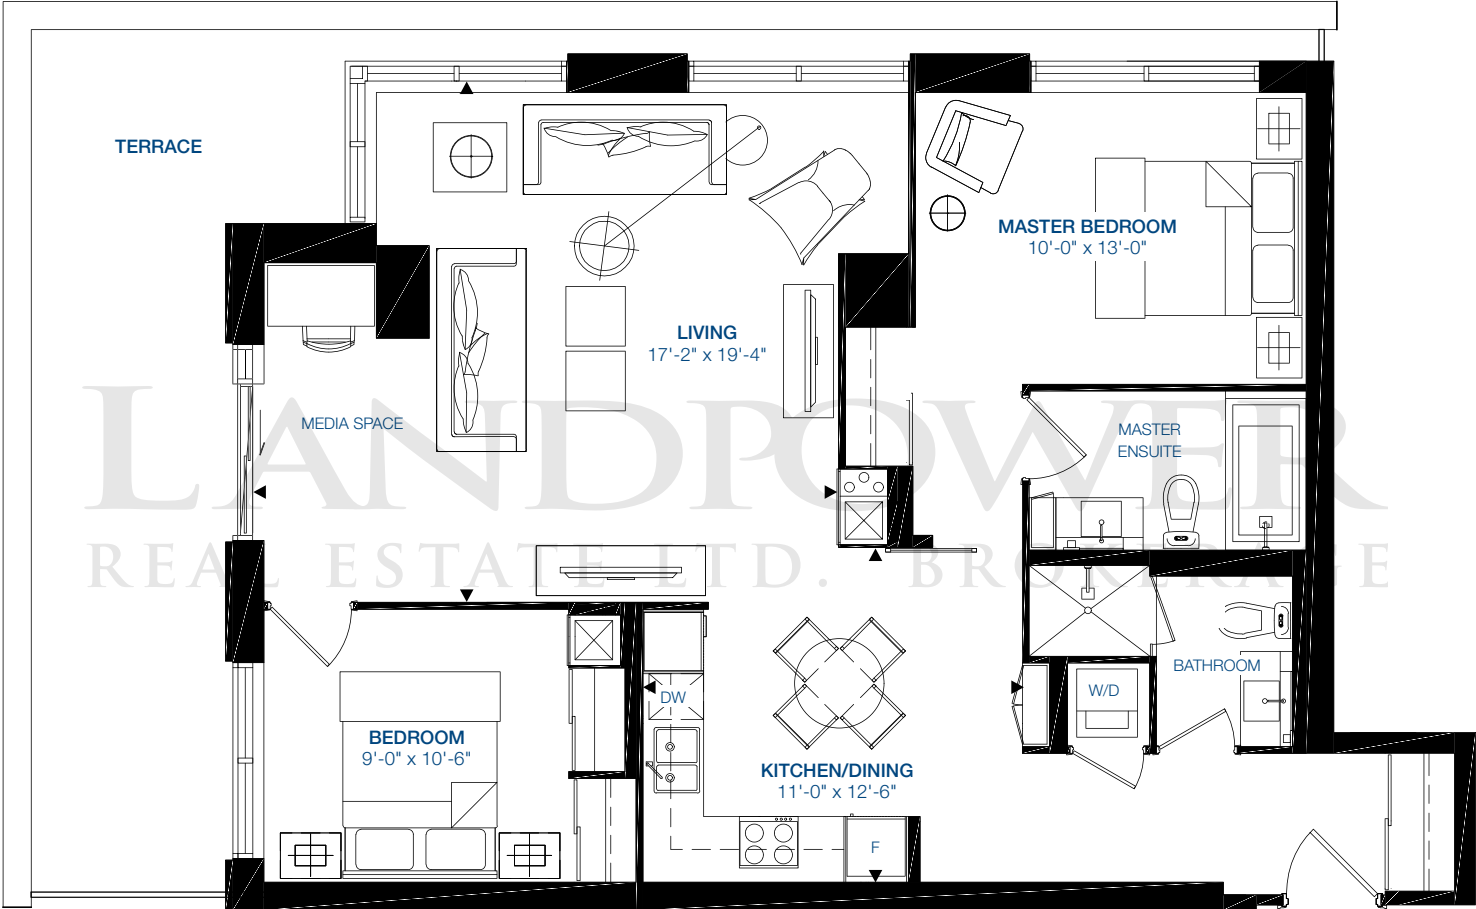 TERRACE
MASTER BEDROOM
10'-0" x 13'-0"
LIVING
17'-2" x 19'-4"
MEDIA SPACE
MASTER
ENSUITE
LANDPOWER
REAL ESTATE LTD. BROKERAGE
BATHROOM
W/D
DW
BEDROOM
9'-0" x 10'-6"
KITCHEN/DINING
11'-0" x 12'-6"
F